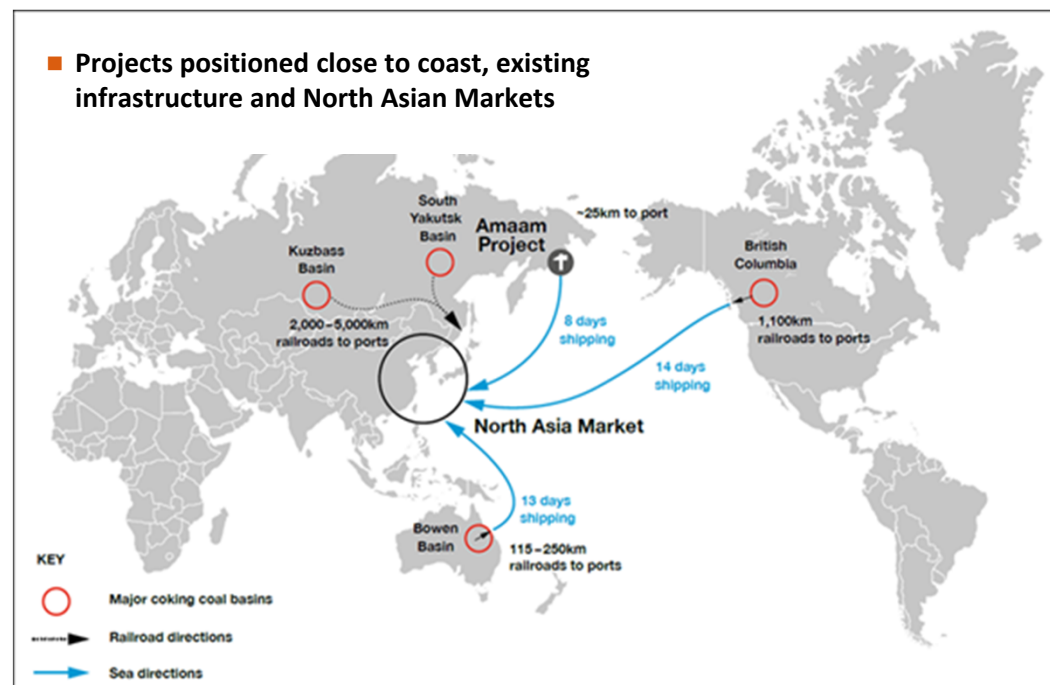 ■ Projects positioned close to coast, existing
infrastructure and North Asian Markets
South
Yakutsk
Basin
Amaam
Project
~25km to port
Kuzbass
Basin
British
Columbia
2,000–5,000km
railroads to ports
8 days
shipping
1,100km
railroads to ports
14 days
shipping
North Asia Market
13 days
shipping
Bowen
Basin
115–250km
railroads to ports
KEY
Major coking coal basins
Railroad directions
Sea directions